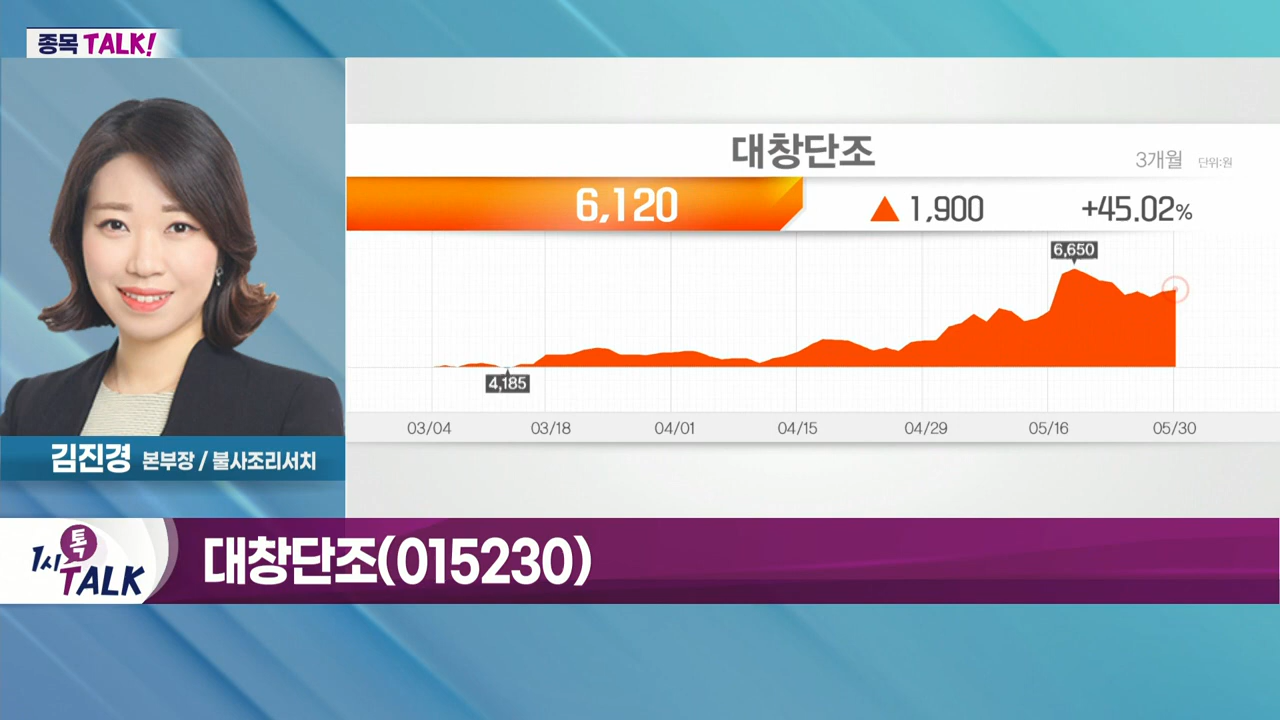 종목 TALK!
대창단조
3개월 단위:원
6,120 ▲ 1,900 +45.02%
6,650
4,185
03/04 03/18 04/01 04/15 04/29 05/16 05/30
김진경 본부장 / 불사조리서치
1시 톡 TALK
대창단조(015230)